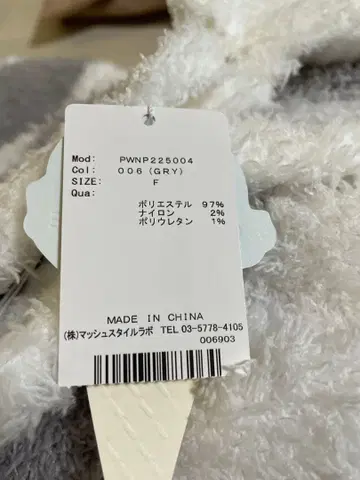 Mod: PWNP225004
Col: 006(GRY)
SIZE: F
Qua:
ポリエステル 97%
ナイロン 2%
ポリウレタン 1%
MADE IN CHINA
(株)マッシュスタイルラボ TEL 03-5778-4105
006903